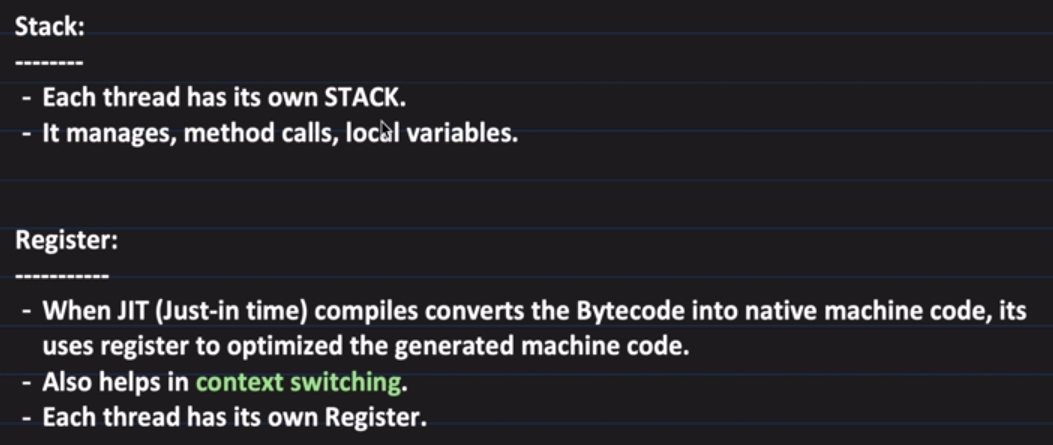 Stack:
--------
- Each thread has its own STACK.
- It manages, method calls, local variables.
Register:
-----------
- When JIT (Just-in time) compiles converts the Bytecode into native machine code, its
uses register to optimized the generated machine code.
- Also helps in context switching.
- Each thread has its own Register.